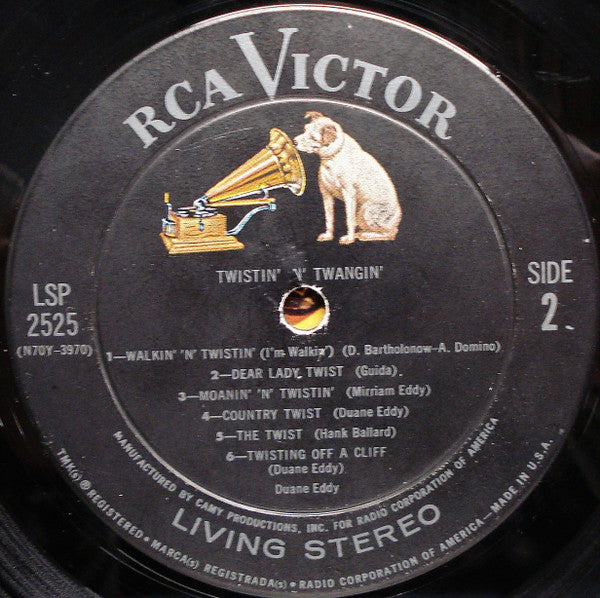 RCA VICTOR
TWISTIN' 'N' TWANGIN'
LSP
2525
(N70Y-3970)
SIDE
2
1—WALKIN' 'N' TWISTIN' (I'm Walkin') (D. Bartholonow—A. Domino)
2—DEAR LADY TWIST (Guida)
3—MOANIN' 'N' TWISTIN' (Mirriam Eddy)
4—COUNTRY TWIST (Duane Eddy)
5—THE TWIST (Hank Ballard)
6—TWISTING OFF A CLIFF
(Duane Eddy)
Duane Eddy
MANUFACTURED BY CAMY PRODUCTIONS, INC. FOR RADIO CORPORATION OF AMERICA
LIVING STEREO
TMK(s) ® REGISTERED • MARCA(s) REGISTRADA(s) • RADIO CORPORATION OF AMERICA—MADE IN U.S.A.